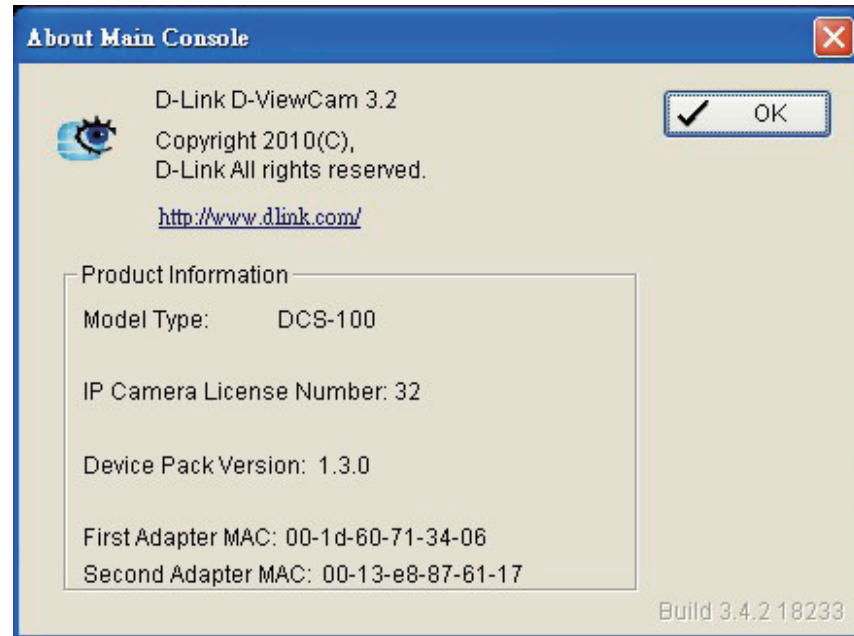 About Main Console
D-Link D-ViewCam 3.2
OK
Copyright 2010(C),
D-Link All rights reserved.
http://www.dlink.com/
Product Information
Model Type: DCS-100
IP Camera License Number: 32
Device Pack Version: 1.3.0
First Adapter MAC: 00-1d-60-71-34-06
Second Adapter MAC: 00-13-e8-87-61-17
Build 3.4.2 18233